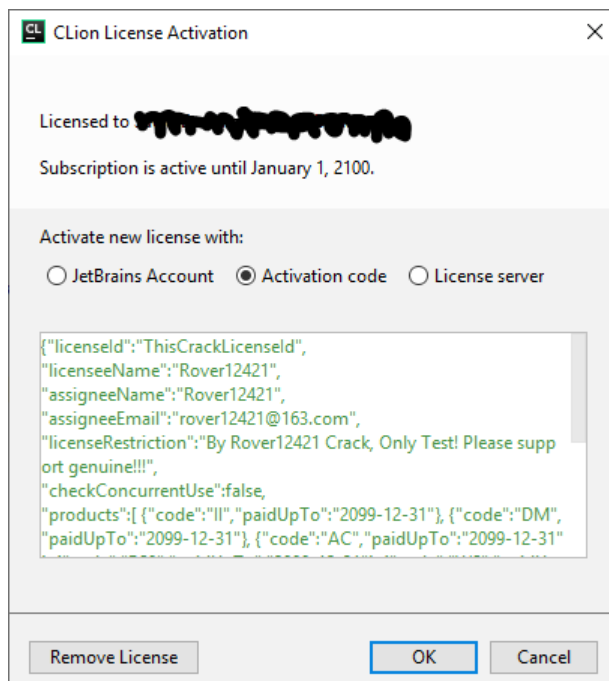 CL CLion License Activation
Licensed to
Subscription is active until January 1, 2100.
Activate new license with:
JetBrains Account Activation code License server
{"licenseId":"ThisCrackLicenseId",
"licenseeName":"Rover12421",
"assigneeName":"Rover12421",
"assigneeEmail":"rover12421@163.com",
"licenseRestriction":"By Rover12421 Crack, Only Test! Please supp
ort genuine!!!",
"checkConcurrentUse":false,
"products":[ {"code":"II","paidUpTo":"2099-12-31"}, {"code":"DM",
"paidUpTo":"2099-12-31"}, {"code":"AC","paidUpTo":"2099-12-31"
Remove License OK Cancel